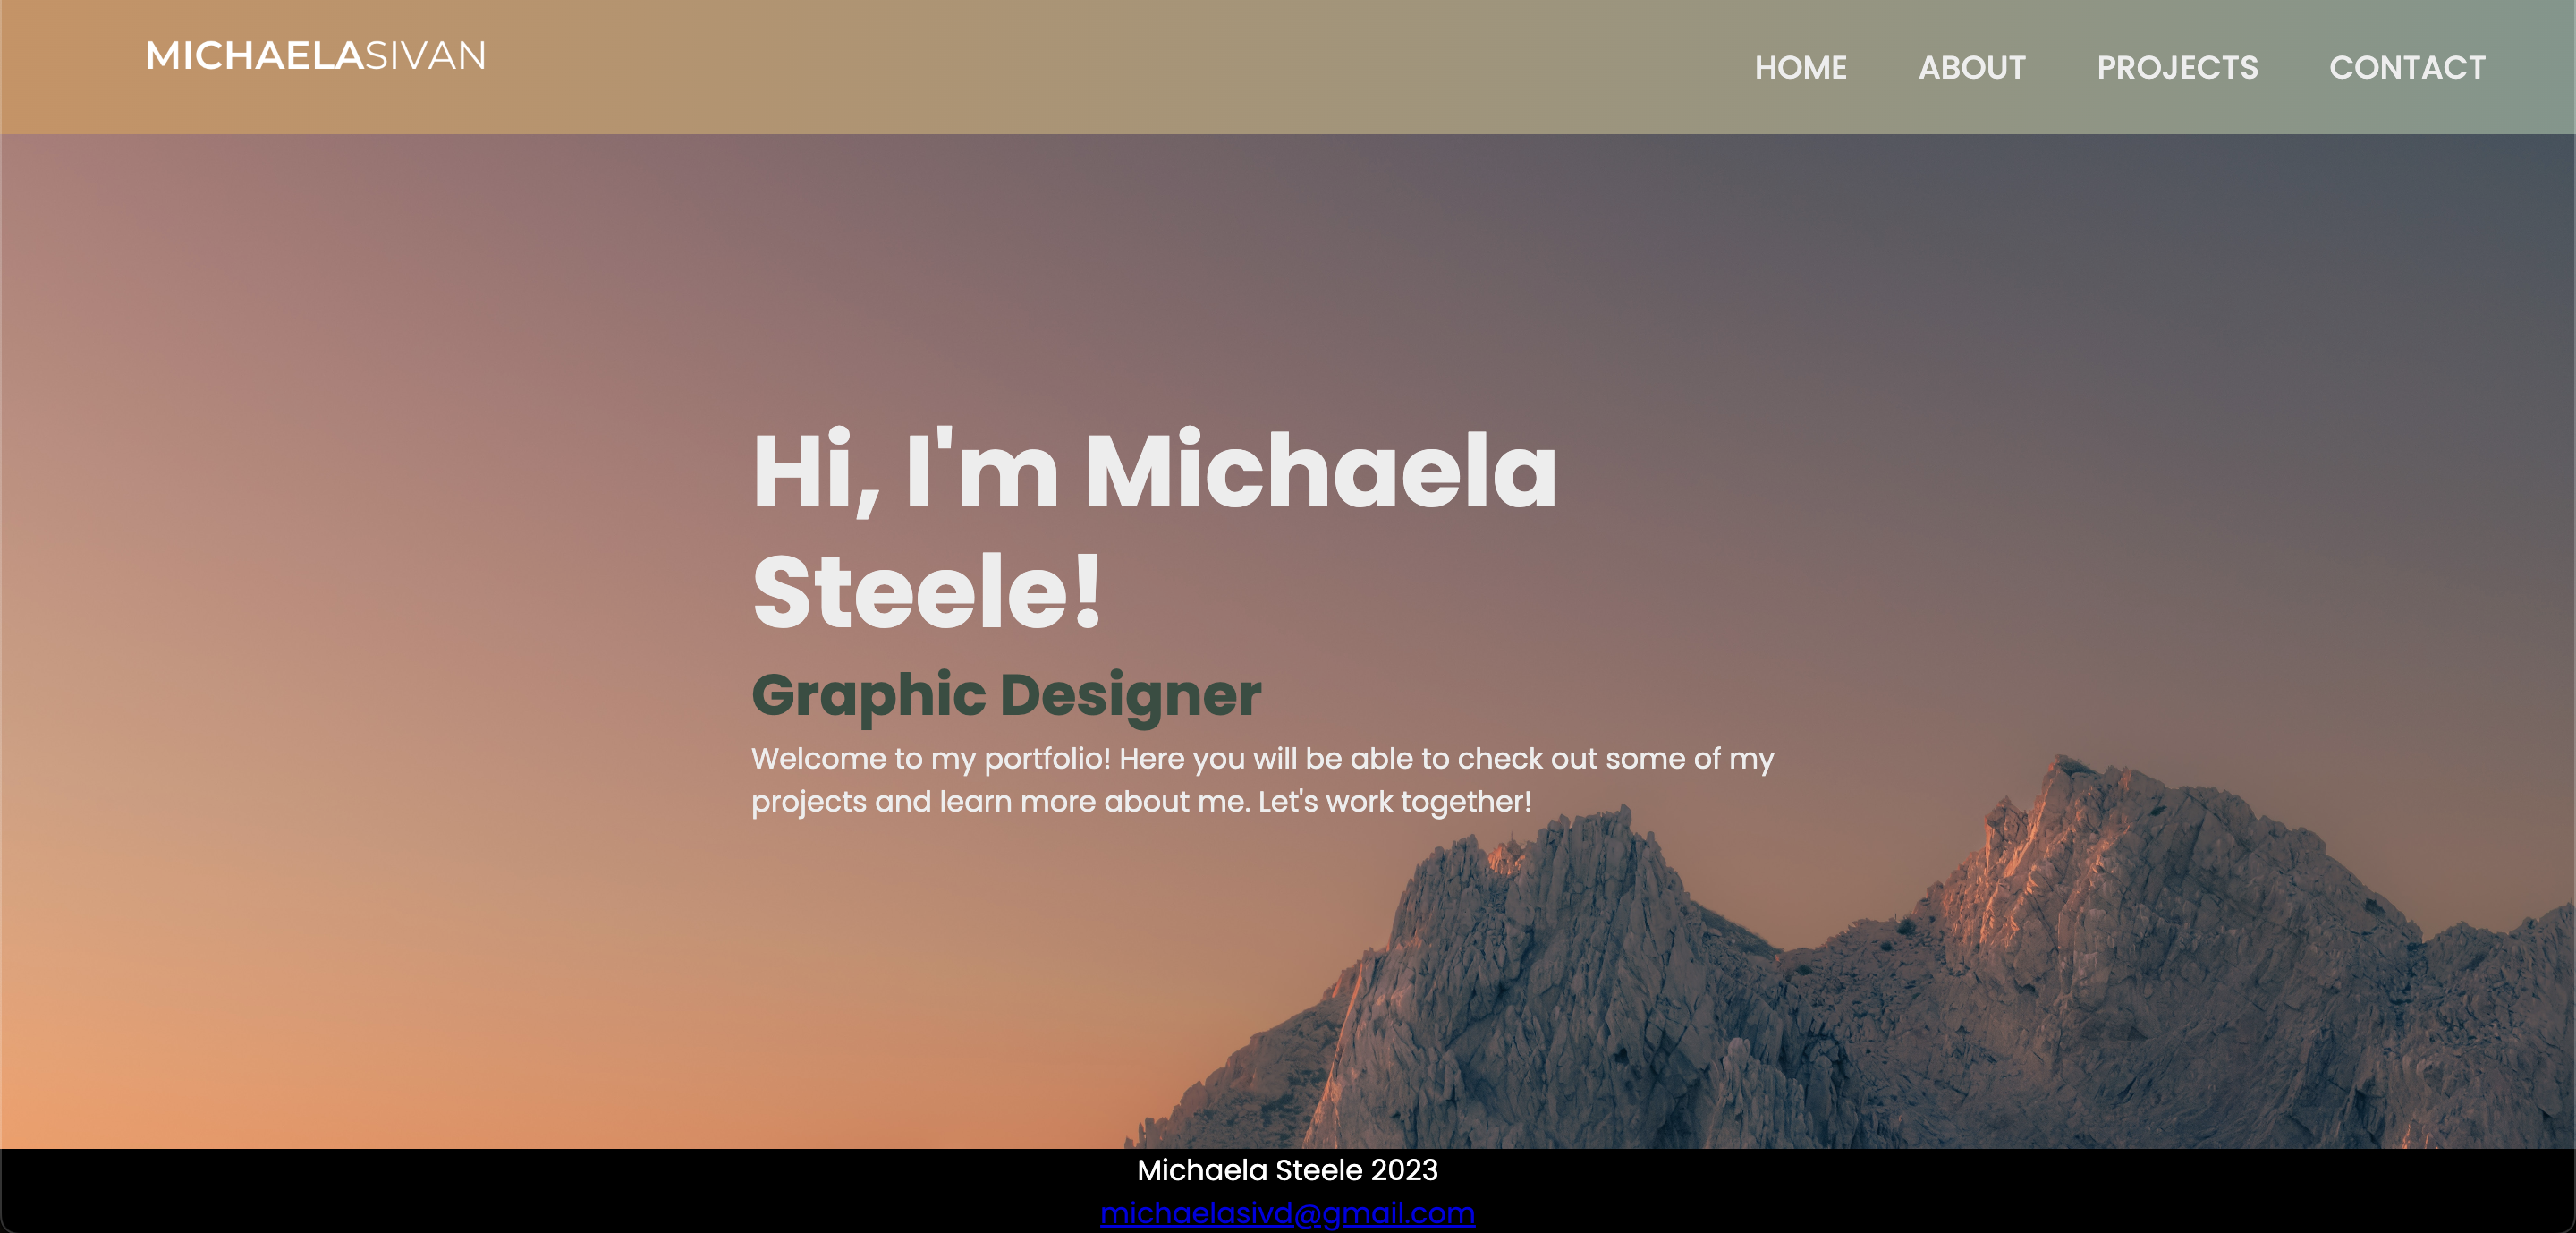 MICHAELASIVAN
HOME ABOUT PROJECTS CONTACT
Hi, I'm Michaela
Steele!
Graphic Designer
Welcome to my portfolio! Here you will be able to check out some of my
projects and learn more about me. Let's work together!
Michaela Steele 2023
michaelasivd@gmail.com